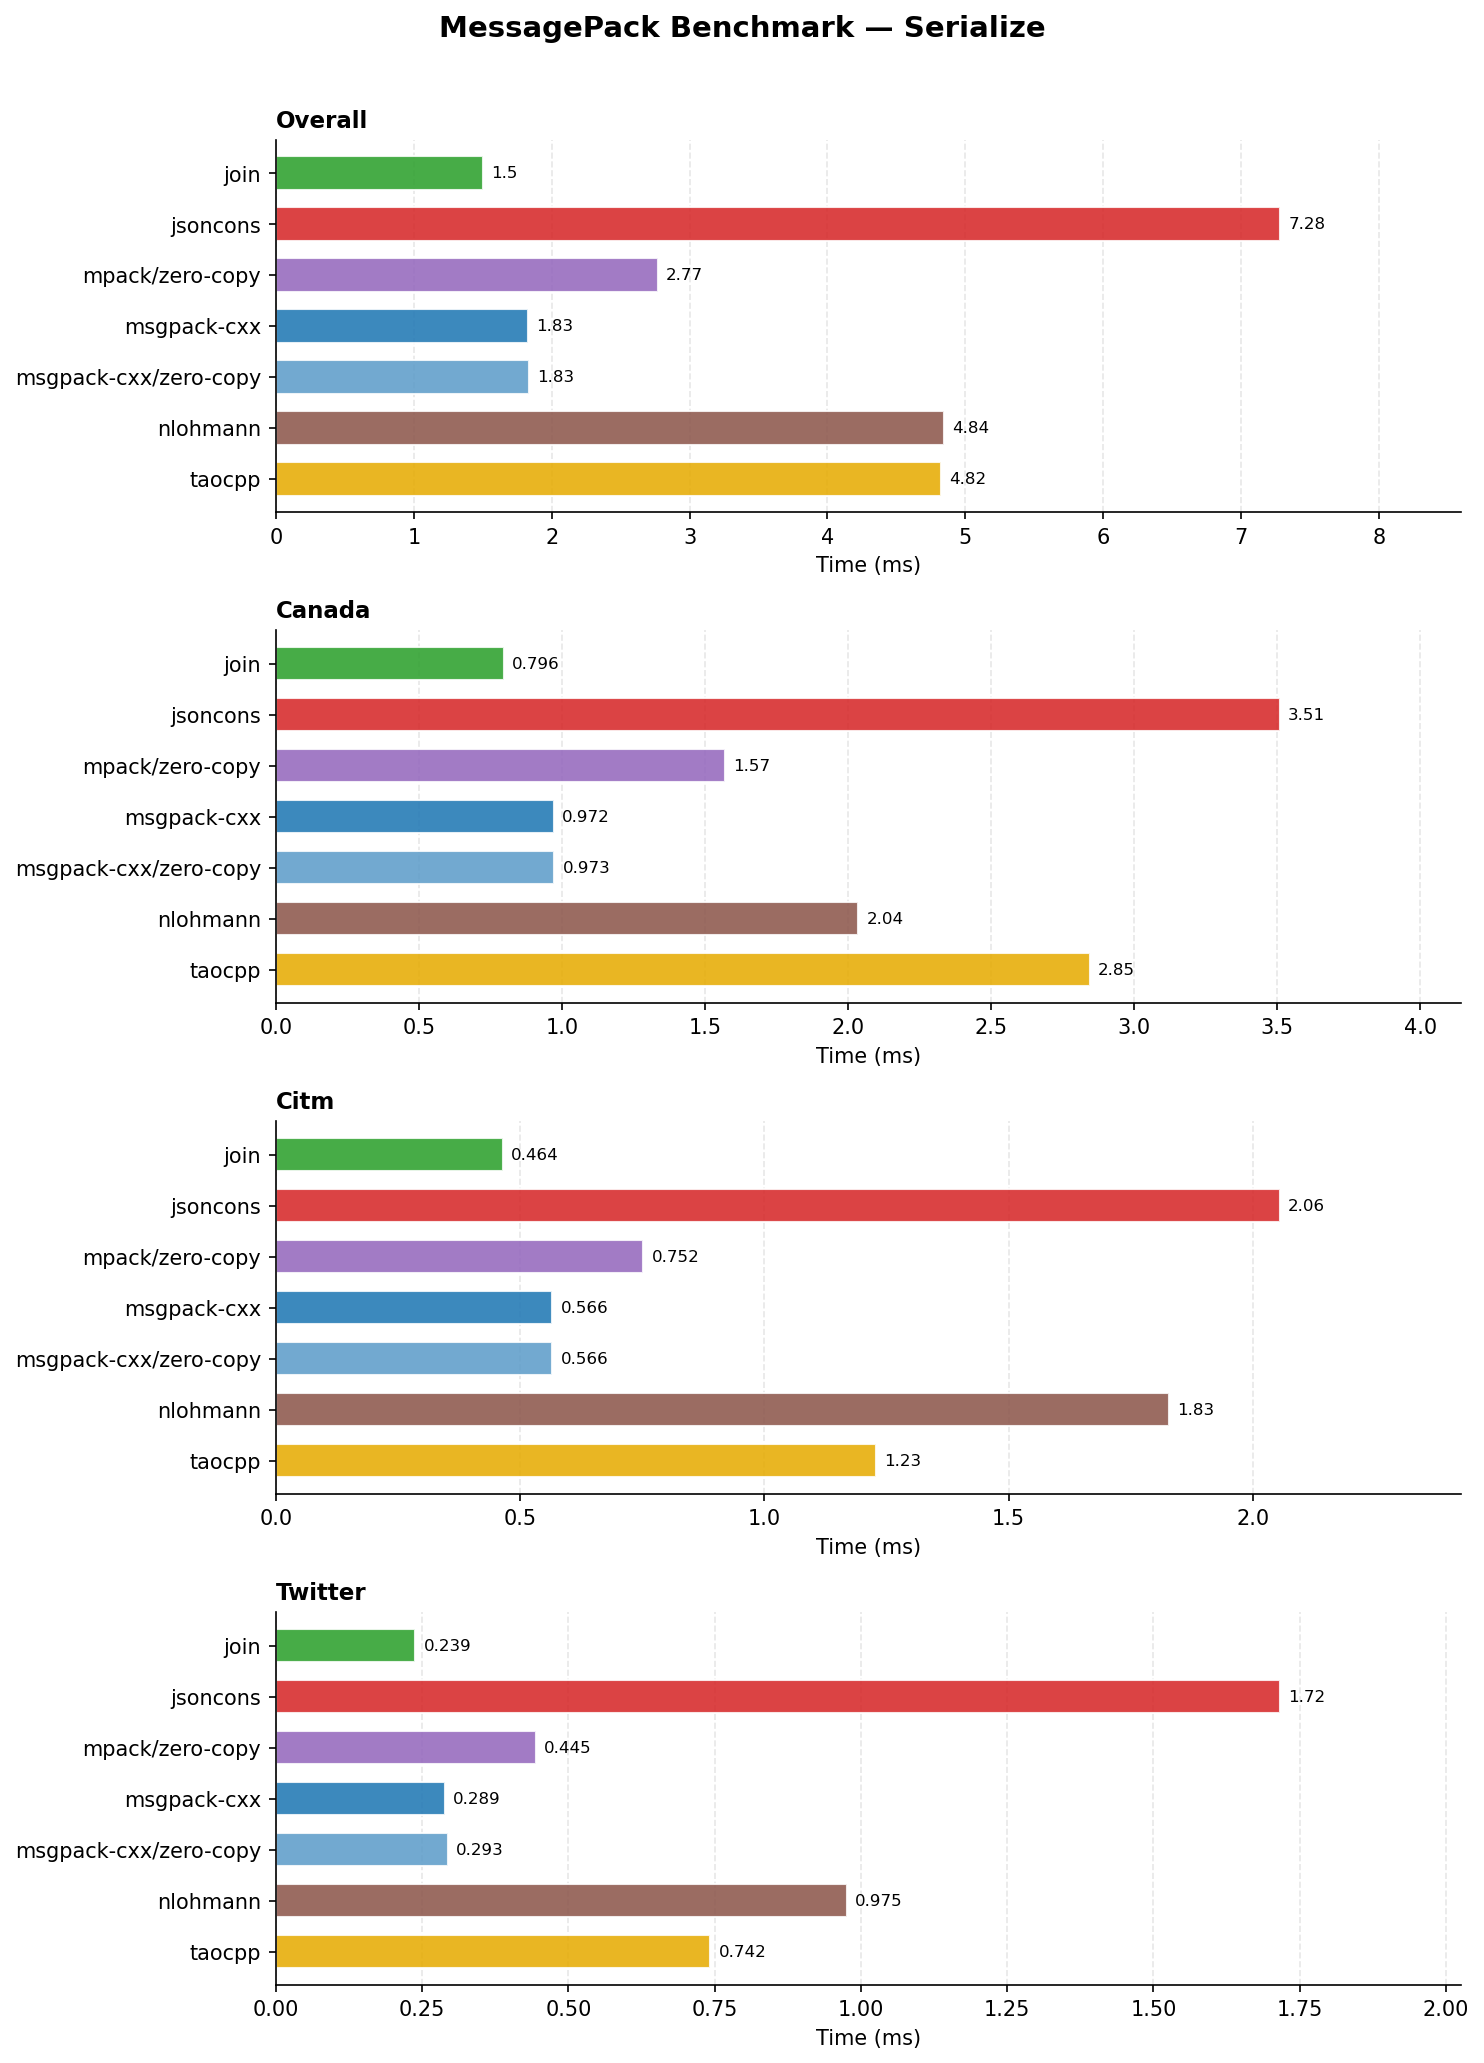 MessagePack Benchmark — Serialize
Overall
join 1.5
jsoncons 7.28
mpack/zero-copy 2.77
msgpack-cxx 1.83
msgpack-cxx/zero-copy 1.83
nlohmann 4.84
taocpp 4.82
0 1 2 3 4 5 6 7 8
Time (ms)
Canada
join 0.796
jsoncons 3.51
mpack/zero-copy 1.57
msgpack-cxx 0.972
msgpack-cxx/zero-copy 0.973
nlohmann 2.04
taocpp 2.85
0.0 0.5 1.0 1.5 2.0 2.5 3.0 3.5 4.0
Time (ms)
Citm
join 0.464
jsoncons 2.06
mpack/zero-copy 0.752
msgpack-cxx 0.566
msgpack-cxx/zero-copy 0.566
nlohmann 1.83
taocpp 1.23
0.0 0.5 1.0 1.5 2.0
Time (ms)
Twitter
join 0.239
jsoncons 1.72
mpack/zero-copy 0.445
msgpack-cxx 0.289
msgpack-cxx/zero-copy 0.293
nlohmann 0.975
taocpp 0.742
0.00 0.25 0.50 0.75 1.00 1.25 1.50 1.75 2.00
Time (ms)